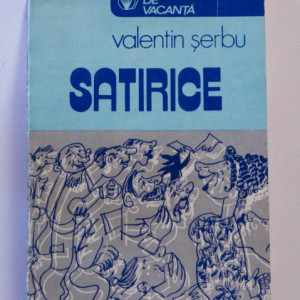 DE
VACANȚĂ
valentin șerbu
SATIRICE